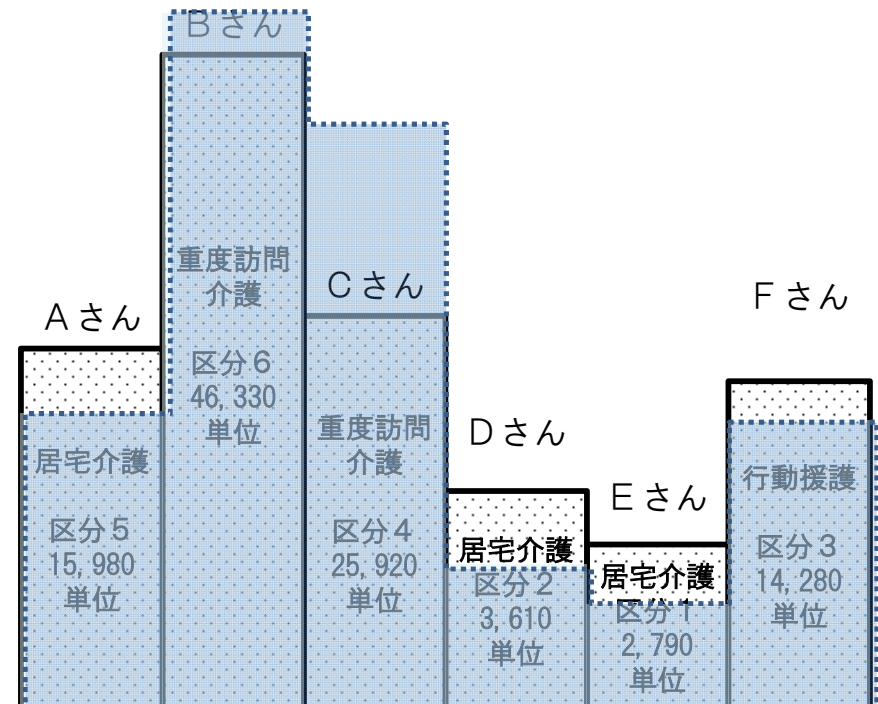 Aさん
居宅介護
区分5
15,980
単位
Bさん
重度訪問
介護
区分6
46,330
単位
Cさん
重度訪問
介護
区分4
25,920
単位
Dさん
居宅介護
区分2
3,610
単位
Eさん
居宅介護
区分1
2,790
単位
Fさん
行動援護
区分3
14,280
単位